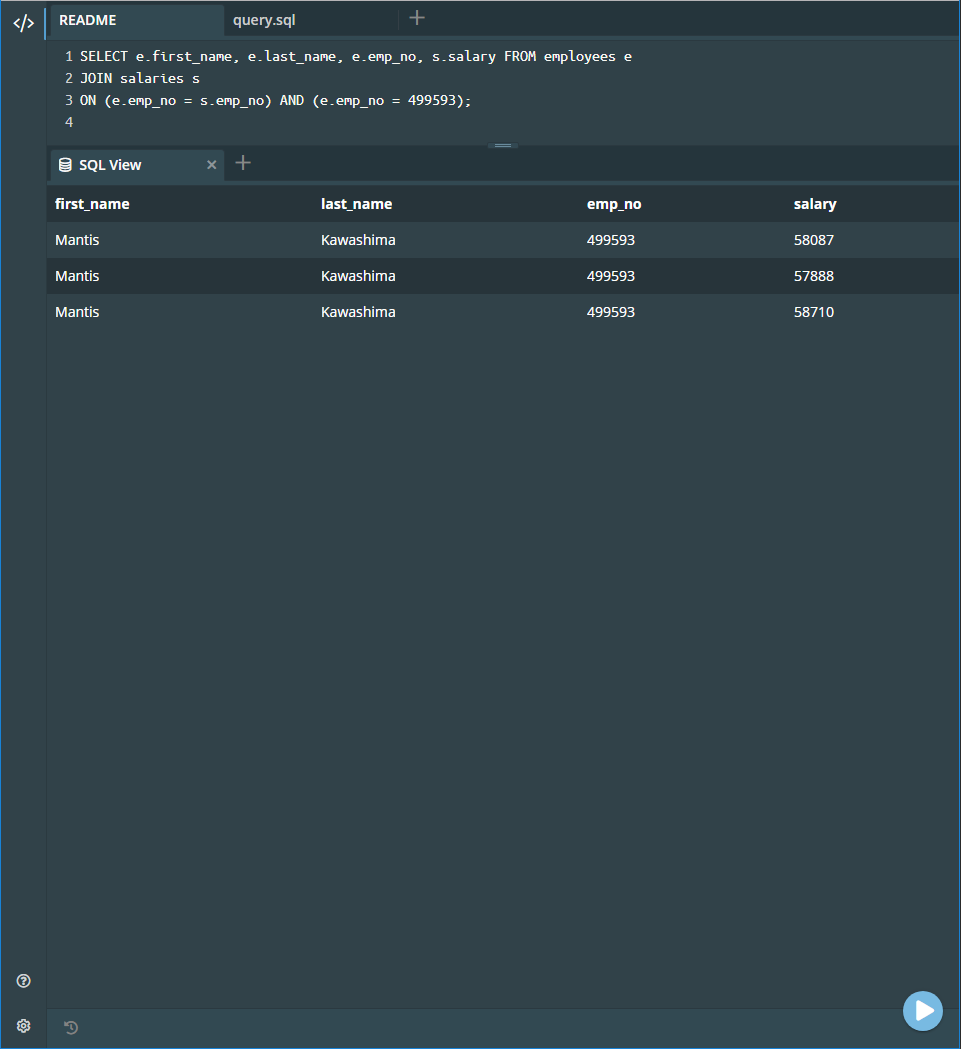 </>
README query.sql
1 SELECT e.first_name, e.last_name, e.emp_no, s.salary FROM employees e
2 JOIN salaries s
3 ON (e.emp_no = s.emp_no) AND (e.emp_no = 499593);
4
SQL View
first_name last_name emp_no salary
Mantis Kawashima 499593 58087
Mantis Kawashima 499593 57888
Mantis Kawashima 499593 58710